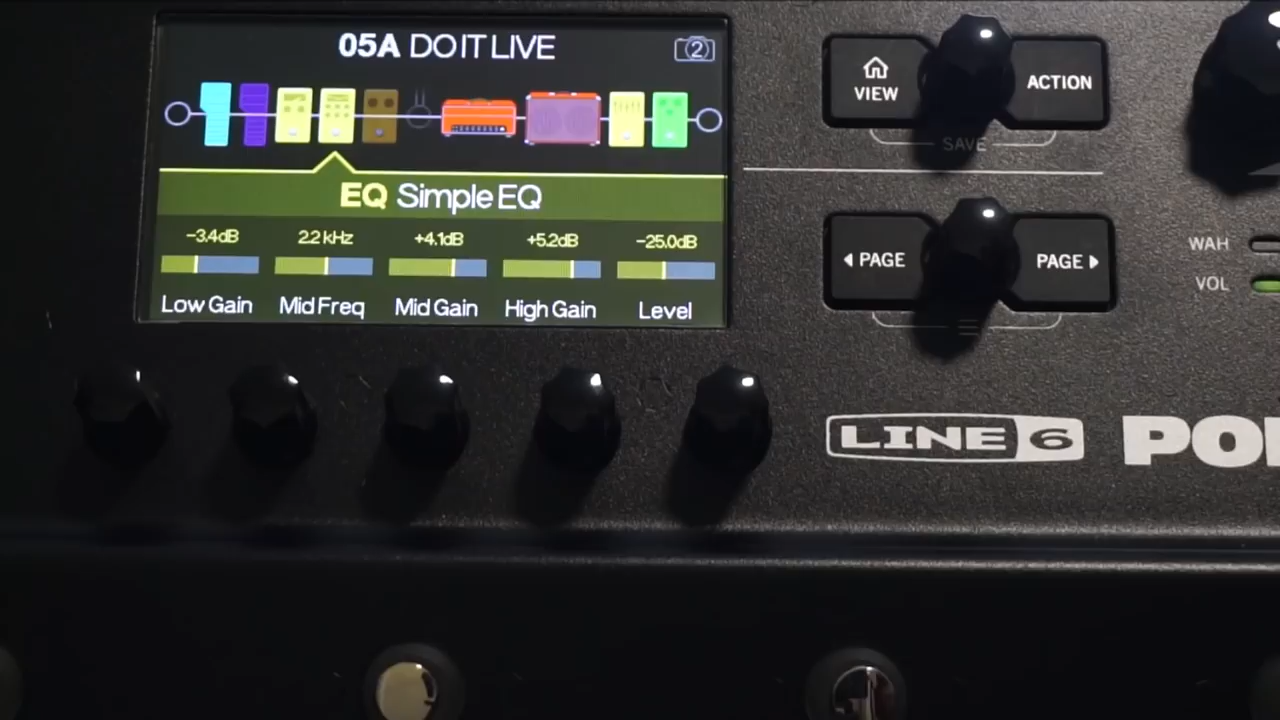 05A DO IT LIVE
2
EQ Simple EQ
-3.4dB 2.2 kHz +4.1dB +5.2dB -25.0dB
Low Gain Mid Freq Mid Gain High Gain Level
VIEW
ACTION
SAVE
PAGE
PAGE
WAH
VOL
LINE 6